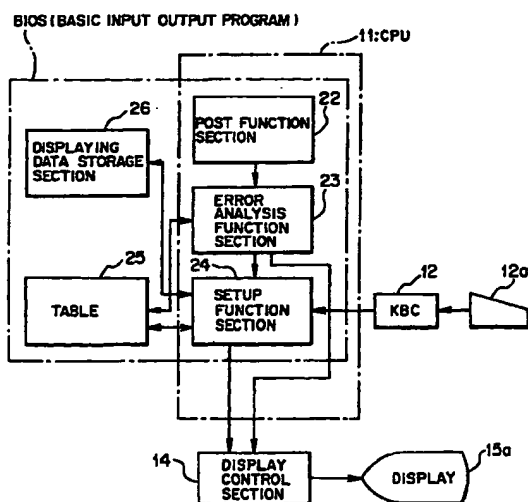 BIOS (BASIC INPUT OUTPUT PROGRAM)
11:CPU
26
DISPLAYING
DATA STORAGE
SECTION
22
POST FUNCTION
SECTION
23
ERROR
ANALYSIS
FUNCTION
SECTION
25
TABLE
24
SETUP
FUNCTION
SECTION
12
KBC
12a
14
DISPLAY
CONTROL
SECTION
15a
DISPLAY